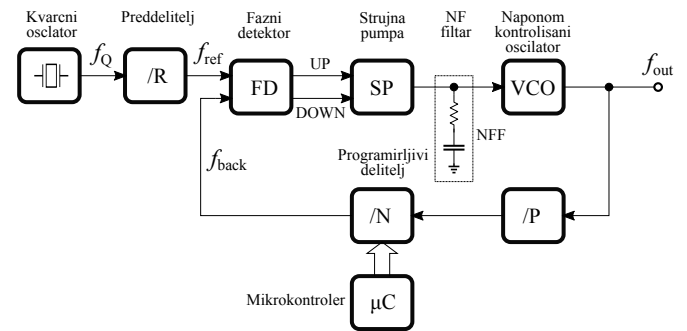 Kvarcni
osclator
Preddelitelj
Fazni
detektor
Strujna
pumpa
NF
filtar
Naponom
kontrolisani
oscilator
fQ
/R
fref
FD
UP
DOWN
SP
NFF
VCO
fout
fback
Programirljivi
delitelj
/N
/P
Mikrokontroler
μC